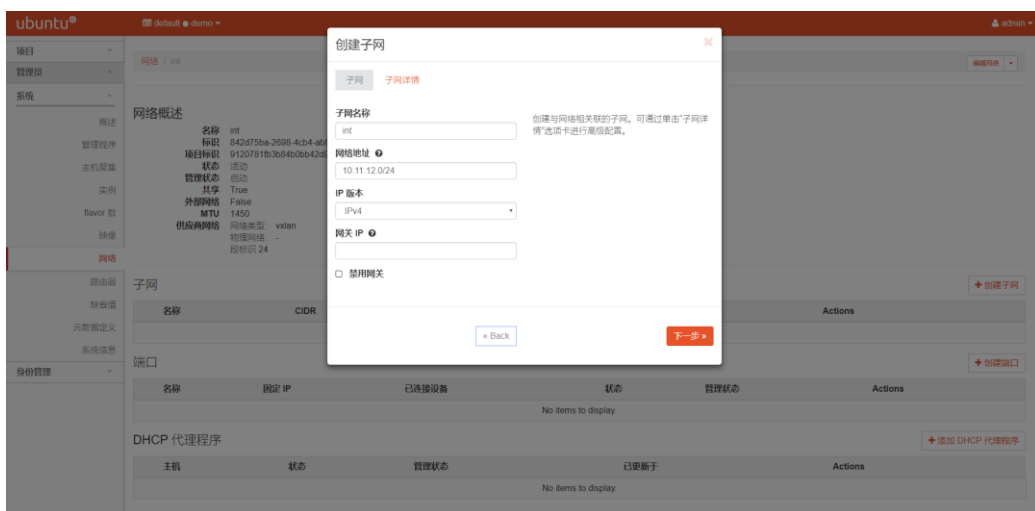 ubuntu®
default ● demo
admin
项目
管理员
系统
概述
管理程序
主机聚集
实例
flavor 数
映像
网络
路由器
缺省值
元数据定义
系统信息
身份管理
网络 / int
编辑网络
网络概述
名称 int
标识 842d75ba-2698-4cb4-ab8
项目标识 9120781fb3b84b0bb42d9
状态 活动
管理状态 启动
共享 True
外部网络 False
MTU 1450
供应商网络 网络类型: vxlan
物理网络: -
段标识 24
创建子网
子网 子网详情
子网名称
int
网络地址
10.11.12.0/24
IP 版本
IPv4
网关 IP
禁用网关
创建与网络相关联的子网。可通过单击“子网详
情”选项卡进行高级配置。
« Back
下一步 »
子网
+ 创建子网
名称 CIDR Actions
端口
+ 创建端口
名称 固定 IP 已连接设备 状态 管理状态 Actions
No items to display.
DHCP 代理程序
+ 添加 DHCP 代理程序
主机 状态 管理状态 已更新于 Actions
No items to display.